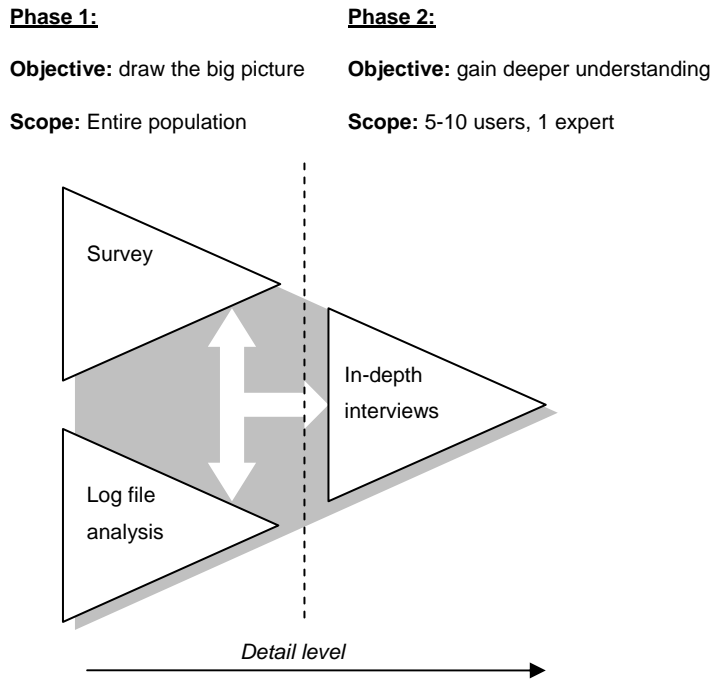 Phase 1:
Objective: draw the big picture
Scope: Entire population
Phase 2:
Objective: gain deeper understanding
Scope: 5-10 users, 1 expert
Survey
In-depth
interviews
Log file
analysis
Detail level